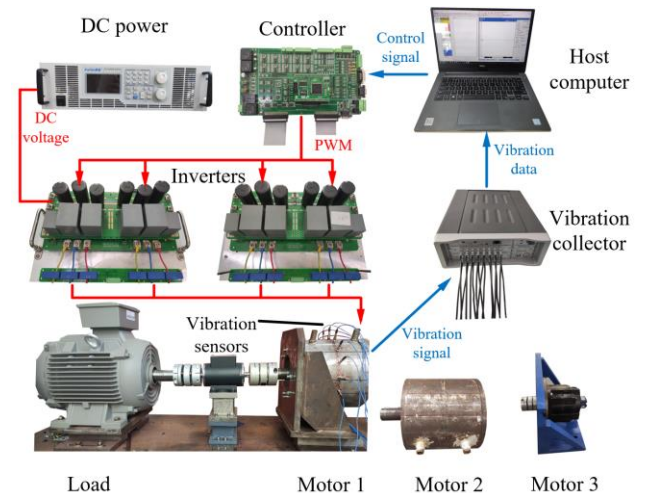 DC power
Controller
Control
signal
Host
computer
DC
voltage
PWM
Vibration
data
Inverters
Vibration
collector
Vibration
sensors
Vibration
signal
Load
Motor 1
Motor 2
Motor 3